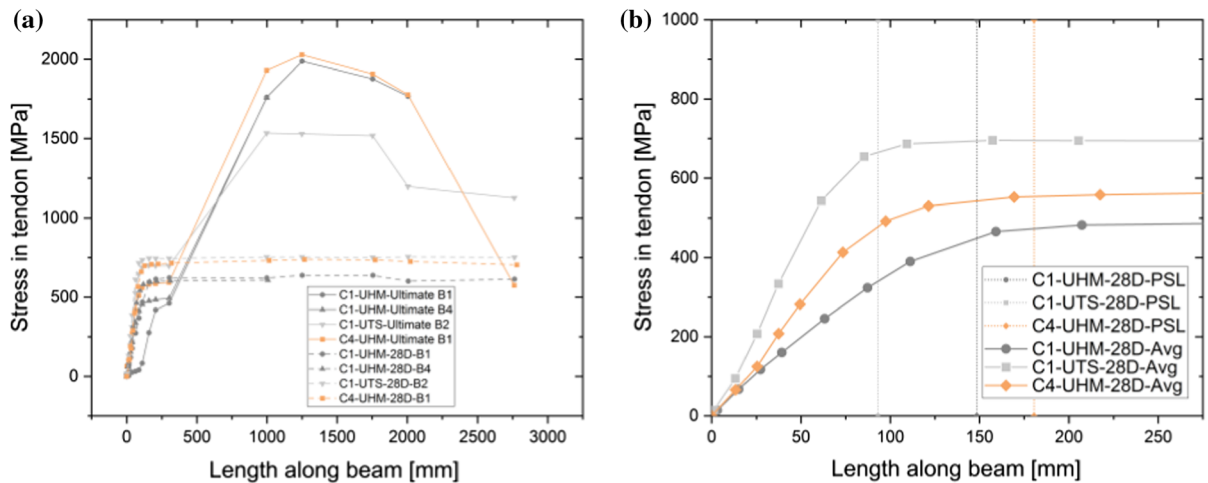 (a)
Stress in tendon [MPa]
2000
1500
1000
500
0
0 500 1000 1500 2000 2500 3000
Length along beam [mm]
C1-UHM-Ultimate B1
C1-UHM-Ultimate B4
C1-UTS-Ultimate B2
C4-UHM-Ultimate B1
C1-UHM-28D-B1
C1-UHM-28D-B4
C1-UTS-28D-B2
C4-UHM-28D-B1
(b)
Stress in tendon [MPa]
1000
800
600
400
200
0
0 50 100 150 200 250
Length along beam [mm]
C1-UHM-28D-PSL
C1-UTS-28D-PSL
C4-UHM-28D-PSL
C1-UHM-28D-Avg
C1-UTS-28D-Avg
C4-UHM-28D-Avg